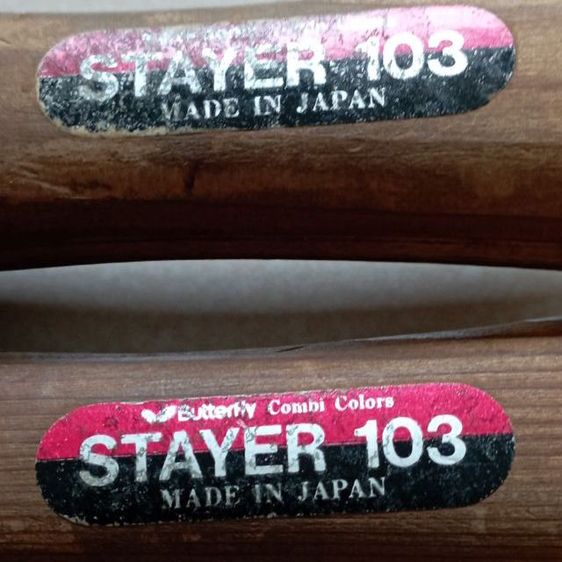 STAYER 103
MADE IN JAPAN
Butterfly Combi Colors
STAYER 103
MADE IN JAPAN